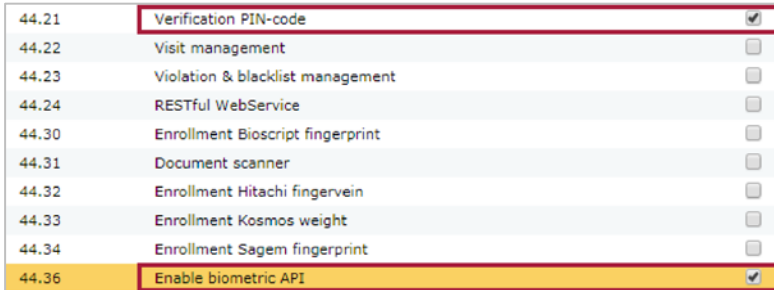 44.21 Verification PIN-code
44.22 Visit management
44.23 Violation & blacklist management
44.24 RESTful WebService
44.30 Enrollment Bioscript fingerprint
44.31 Document scanner
44.32 Enrollment Hitachi fingervein
44.33 Enrollment Kosmos weight
44.34 Enrollment Sagem fingerprint
44.36 Enable biometric API